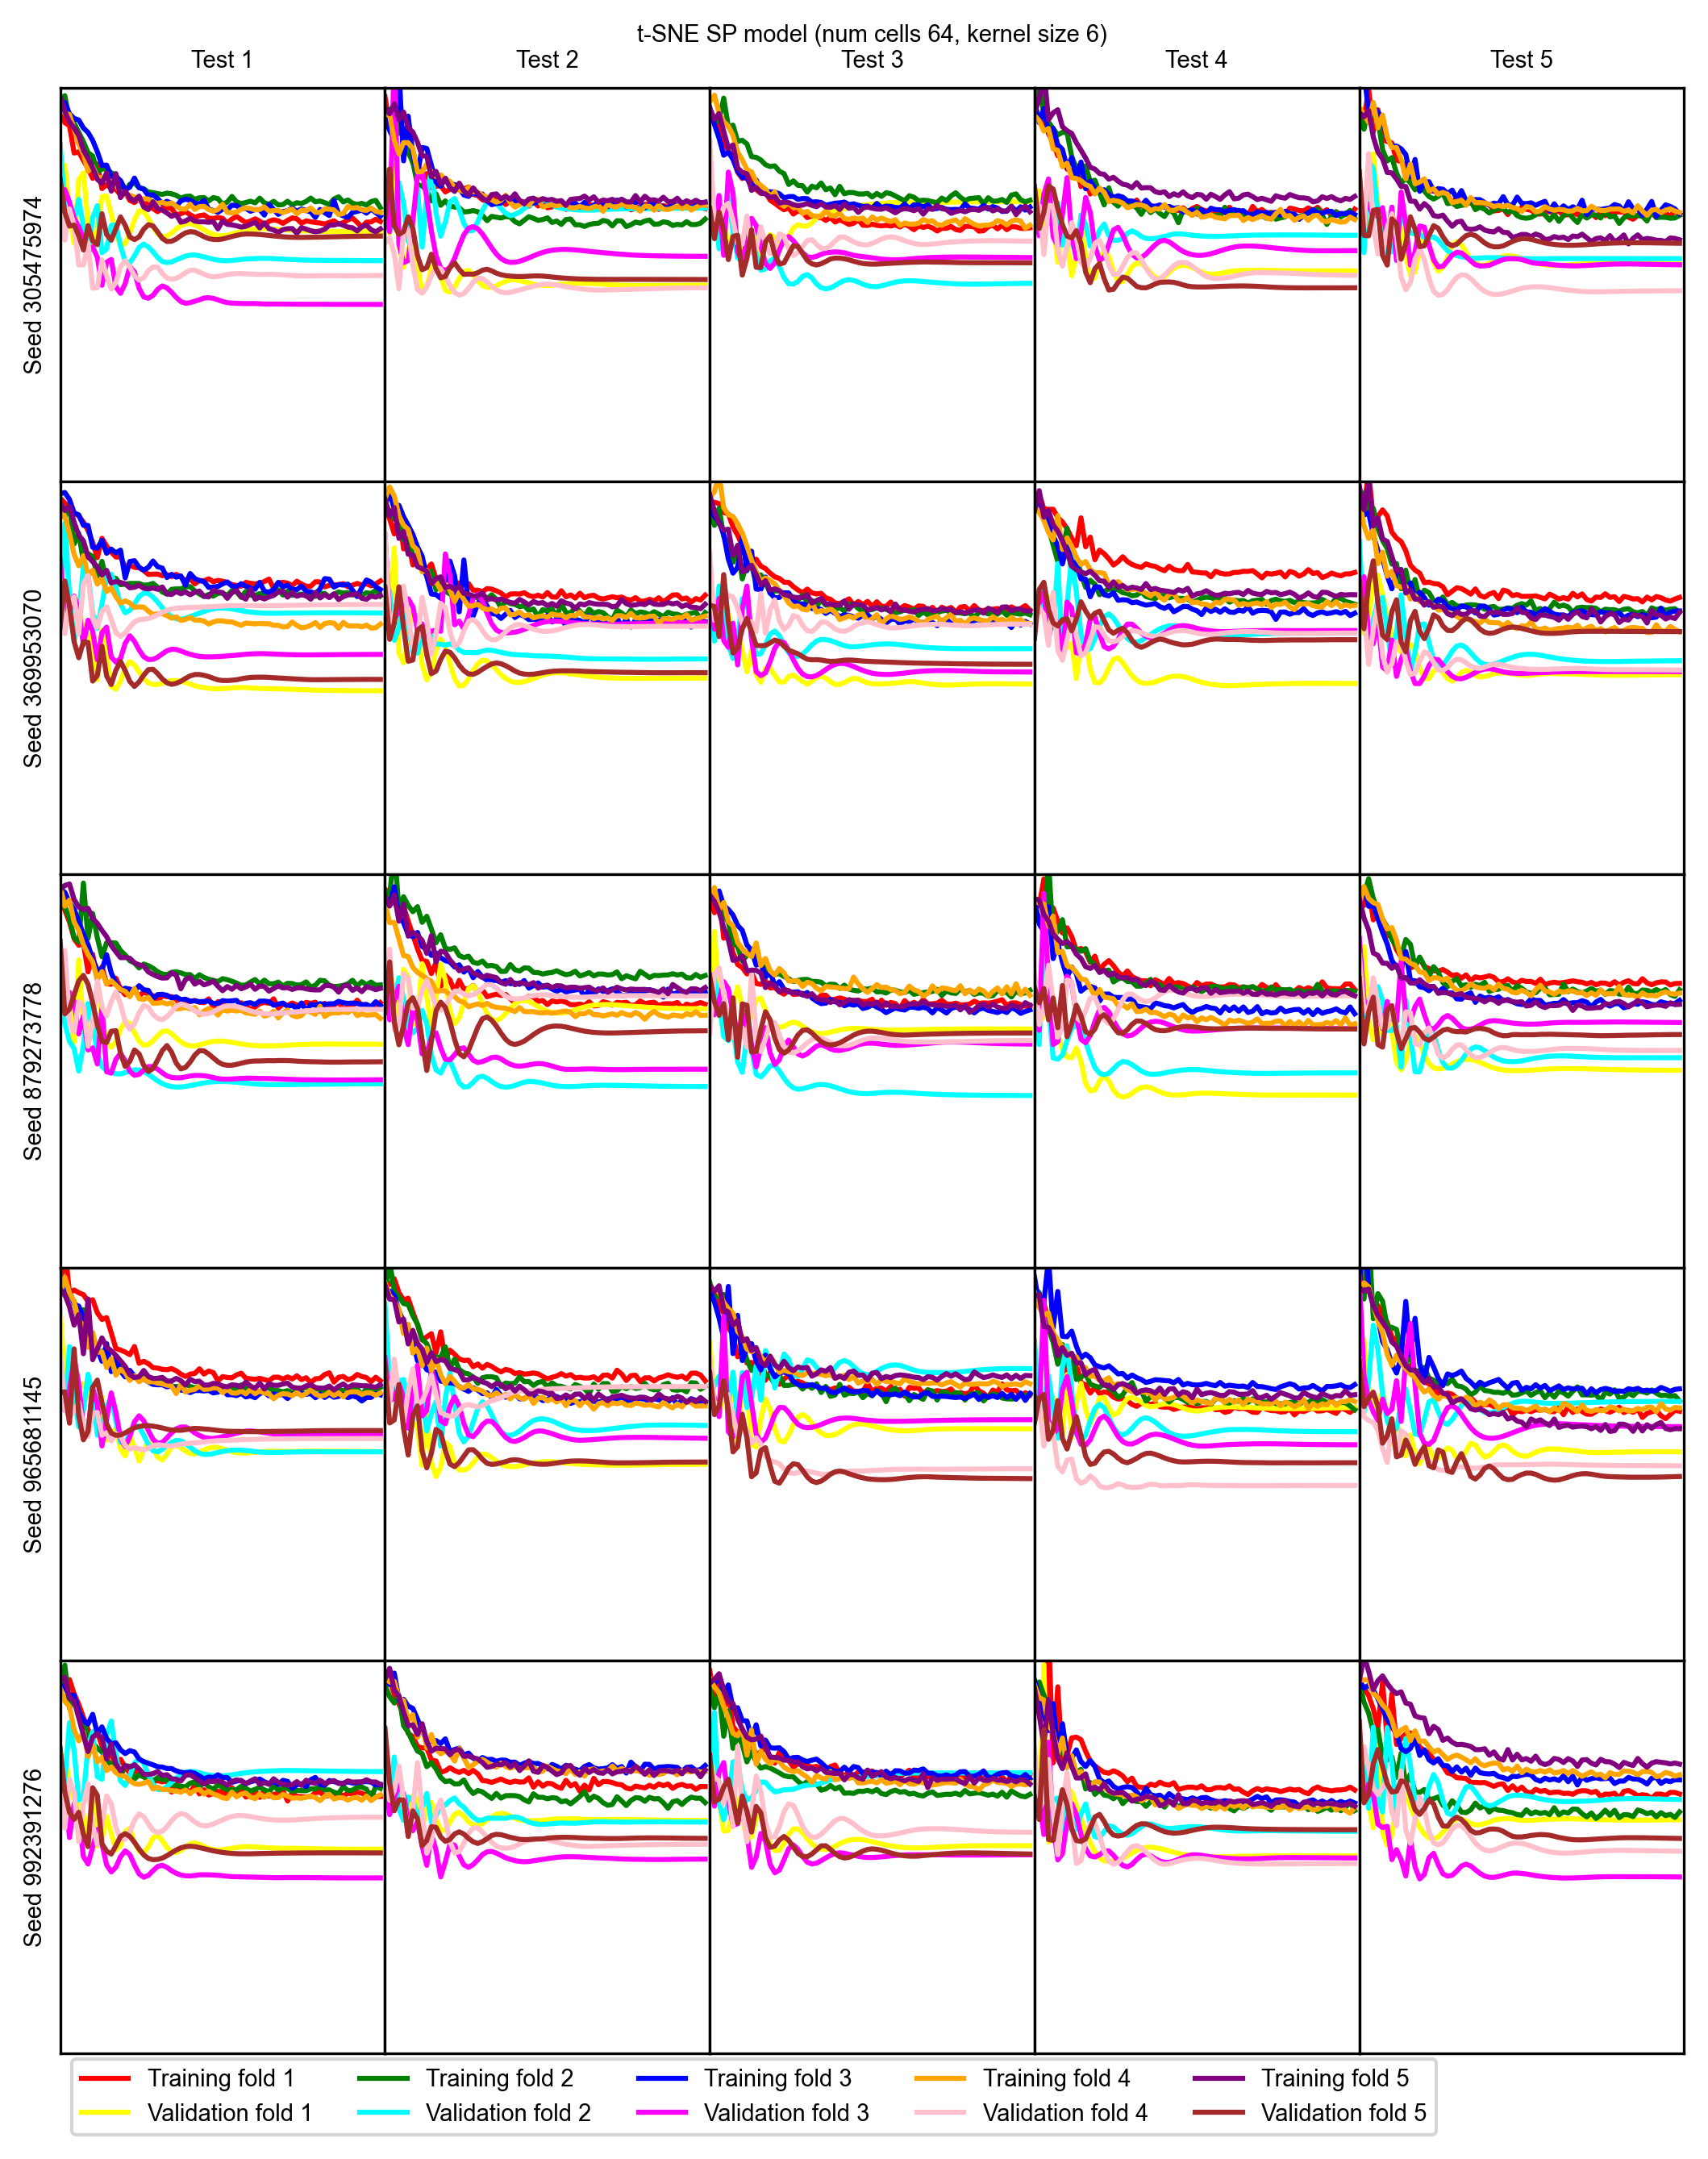 t-SNE SP model (num cells 64, kernel size 6)
Test 1 Test 2 Test 3 Test 4 Test 5
Seed 305475974
Seed 369953070
Seed 879273778
Seed 965681145
Seed 992391276
Training fold 1 Training fold 2 Training fold 3 Training fold 4 Training fold 5
Validation fold 1 Validation fold 2 Validation fold 3 Validation fold 4 Validation fold 5